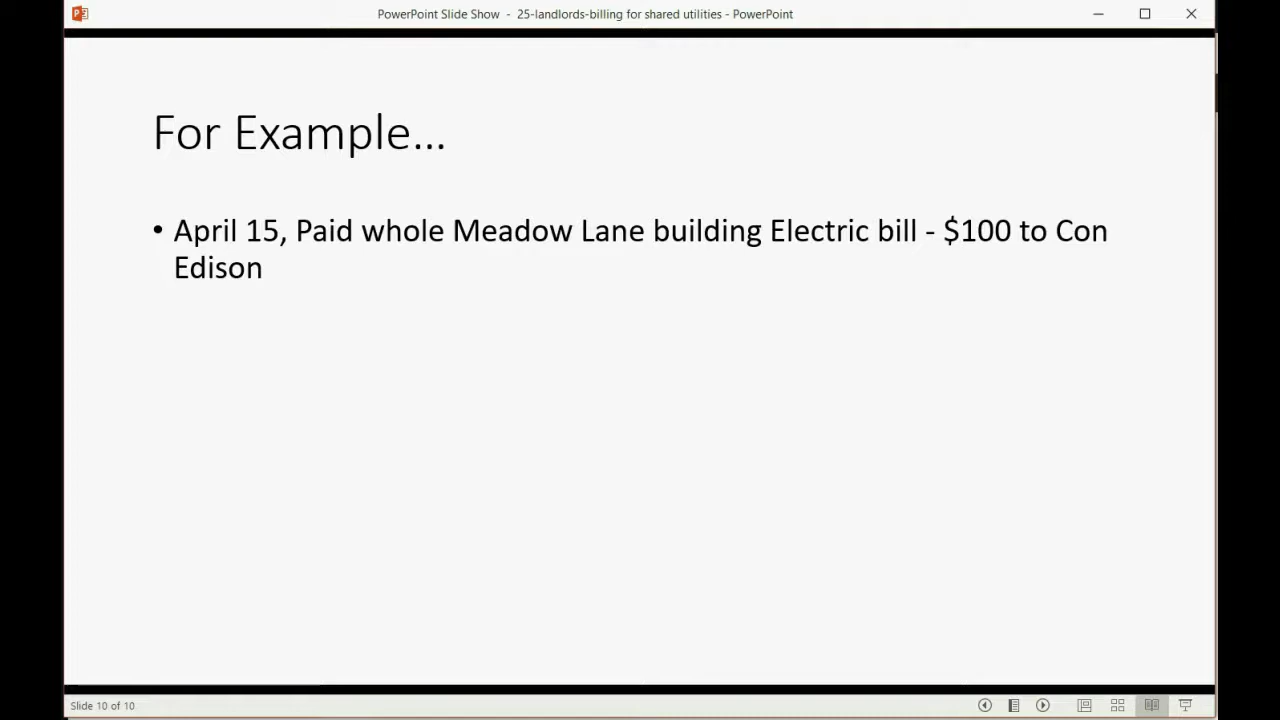 PowerPoint Slide Show - 25-landlords-billing for shared utilities - PowerPoint
For Example...
• April 15, Paid whole Meadow Lane building Electric bill - $100 to Con
Edison
Slide 10 of 10